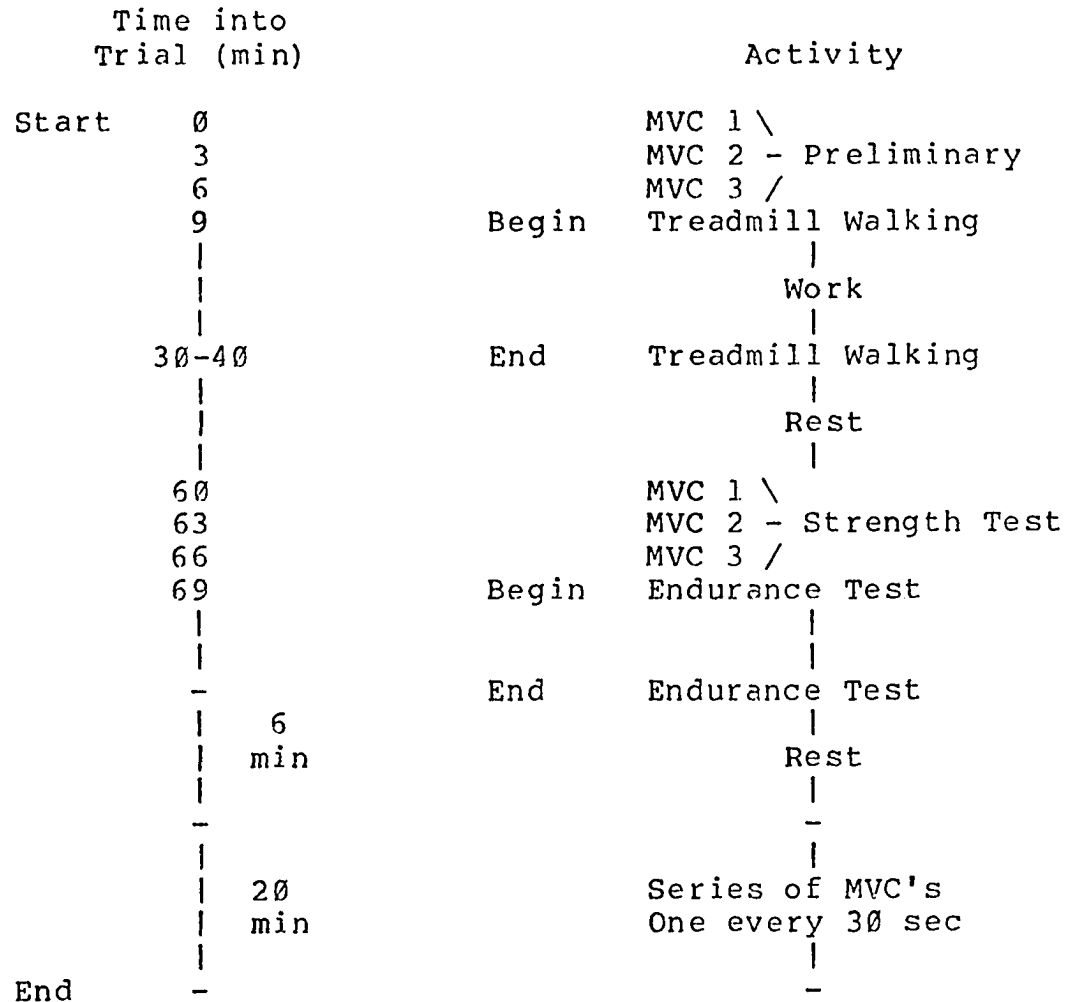 Time into
Trial (min) Activity
Start 0 MVC 1 \
3 MVC 2 - Preliminary
6 MVC 3 /
9 Begin Treadmill Walking
Work
30-40 End Treadmill Walking
Rest
60 MVC 1 \
63 MVC 2 - Strength Test
66 MVC 3 /
69 Begin Endurance Test
- End Endurance Test
6
min Rest
- -
20 Series of MVC's
min One every 30 sec
End - -